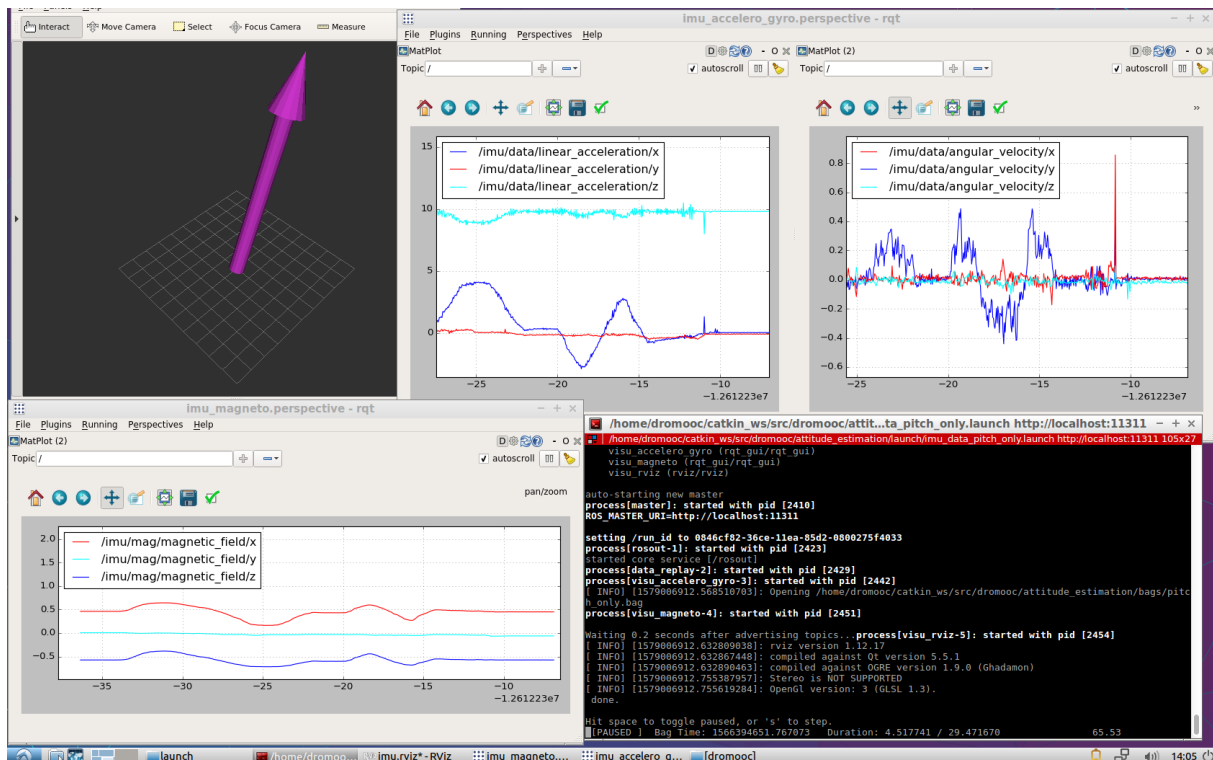 Interact Move Camera Select Focus Camera Measure
imu_accelero_gyro.perspective - rqt
File Plugins Running Perspectives Help
MatPlot
Topic /
autoscroll
15
10
5
0
/imu/data/linear_acceleration/x
/imu/data/linear_acceleration/y
/imu/data/linear_acceleration/z
−25 −20 −15 −10
−1.261223e7
MatPlot (2)
Topic /
autoscroll
»
0.8
0.6
0.4
0.2
0.0
−0.2
−0.4
−0.6
/imu/data/angular_velocity/x
/imu/data/angular_velocity/y
/imu/data/angular_velocity/z
−25 −20 −15 −10
−1.261223e7
imu_magneto.perspective - rqt
File Plugins Running Perspectives Help
MatPlot (2)
Topic /
autoscroll
pan/zoom
2.0
1.5
1.0
0.5
0.0
−0.5
/imu/mag/magnetic_field/x
/imu/mag/magnetic_field/y
/imu/mag/magnetic_field/z
−35 −30 −25 −20 −15 −10
−1.261223e7
/home/dromooc/catkin_ws/src/dromooc/attit...ta_pitch_only.launch http://localhost:11311
/home/dromooc/catkin_ws/src/dromooc/attitude_estimation/launch/imu_data_pitch_only.launch http://localhost:11311 105x27
visu_accelero_gyro (rqt_gui/rqt_gui)
visu_magneto (rqt_gui/rqt_gui)
visu_rviz (rviz/rviz)
auto-starting new master
process[master]: started with pid [2410]
ROS_MASTER_URI=http://localhost:11311
setting /run_id to 0846cf82-36ce-11ea-85d2-0800275f4033
process[rosout-1]: started with pid [2423]
started core service [/rosout]
process[data_replay-2]: started with pid [2429]
process[visu_accelero_gyro-3]: started with pid [2442]
[ INFO] [1579006912.568510703]: Opening /home/dromooc/catkin_ws/src/dromooc/attitude_estimation/bags/pitc
h_only.bag
process[visu_magneto-4]: started with pid [2451]
Waiting 0.2 seconds after advertising topics...process[visu_rviz-5]: started with pid [2454]
[ INFO] [1579006912.632809038]: rviz version 1.12.17
[ INFO] [1579006912.632867448]: compiled against Qt version 5.5.1
[ INFO] [1579006912.632890463]: compiled against OGRE version 1.9.0 (Ghadamon)
[ INFO] [1579006912.755387957]: Stereo is NOT SUPPORTED
[ INFO] [1579006912.755619284]: OpenGl version: 3 (GLSL 1.3).
done.
Hit space to toggle paused, or 's' to step.
[PAUSED ] Bag Time: 1566394651.767073 Duration: 4.517741 / 29.471670 65.53
launch /home/dromoo... imu.rviz* - RViz imu_magneto.... imu_accelero_g... [dromooc] 14:05